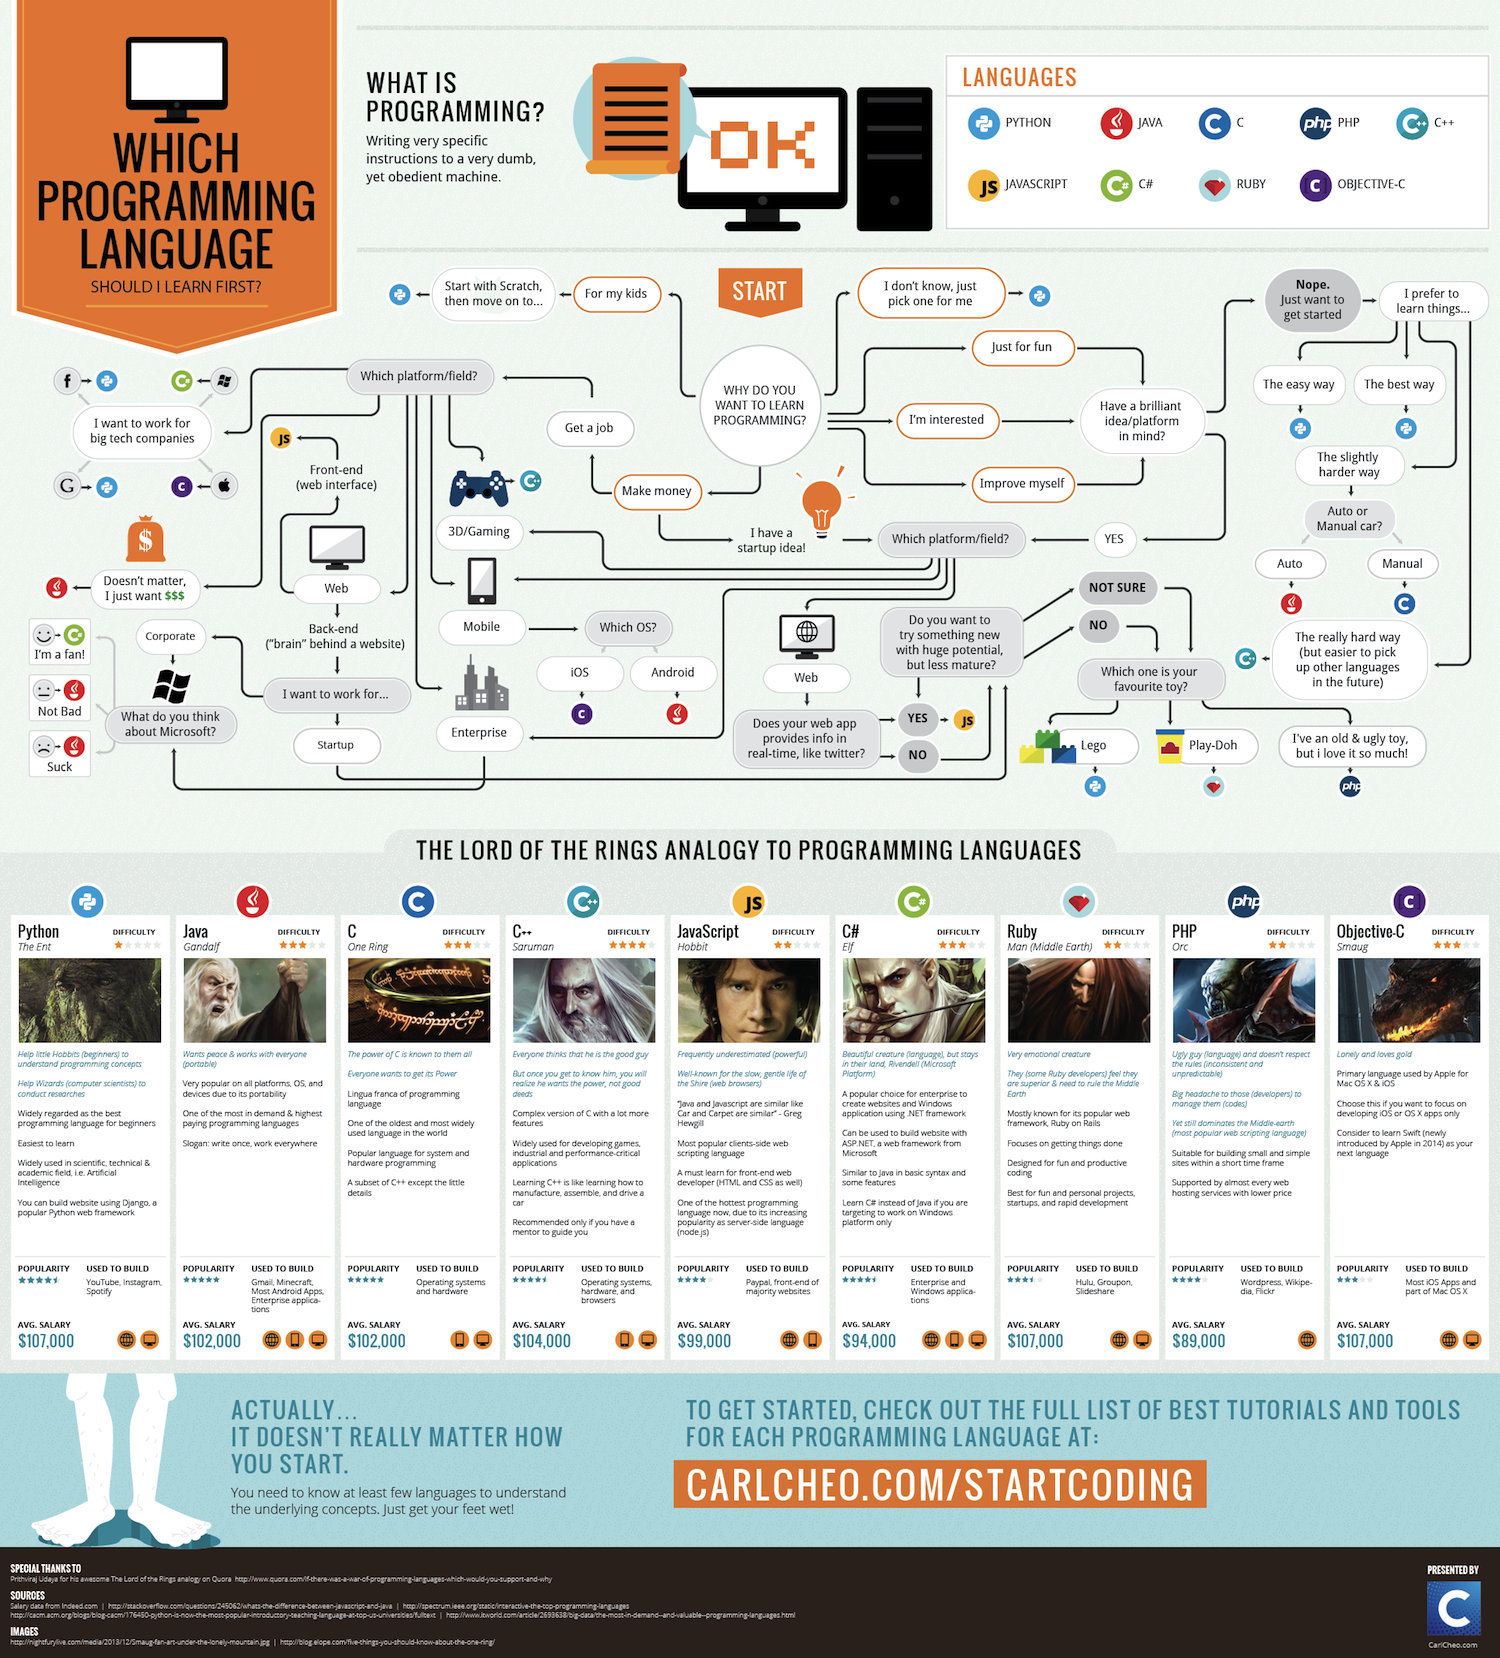 WHICH
PROGRAMMING
LANGUAGE
SHOULD I LEARN FIRST?
WHAT IS
PROGRAMMING?
Writing very specific
instructions to a very dumb,
yet obedient machine.
OK
LANGUAGES
PYTHON
JAVA
C
PHP
C++
JAVASCRIPT
C#
RUBY
OBJECTIVE-C
START
WHY DO YOU
WANT TO LEARN
PROGRAMMING?
For my kids
Start with Scratch,
then move on to...
I don't know, just
pick one for me
Just for fun
I'm interested
Improve myself
Have a brilliant
idea/platform
in mind?
Nope.
Just want to
get started
I prefer to
learn things...
The easy way
The best way
The slightly
harder way
Auto or
Manual car?
Auto
Manual
The really hard way
(but easier to pick
up other languages
in the future)
YES
Which platform/field?
Make money
Get a job
I have a
startup idea!
Which platform/field?
I want to work for
big tech companies
f
G
JS
Front-end
(web interface)
Web
Back-end
("brain" behind a website)
I want to work for...
Startup
Corporate
What do you think
about Microsoft?
I'm a fan!
Not Bad
Suck
$
Doesn't matter,
I just want $$$
3D/Gaming
Mobile
Which OS?
iOS
Android
Enterprise
Web
Does your web app
provides info in
real-time, like twitter?
YES
JS
NO
Do you want to
try something new
with huge potential,
but less mature?
NOT SURE
NO
Which one is your
favourite toy?
Lego
Play-Doh
I've an old & ugly toy,
but i love it so much!
php
THE LORD OF THE RINGS ANALOGY TO PROGRAMMING LANGUAGES
Python
The Ent
DIFFICULTY
Help little Hobbits (beginners) to
understand programming concepts
Help Wizards (computer scientists) to
conduct researches
Widely regarded as the best
programming language for beginners
Easiest to learn
Widely used in scientific, technical &
academic field, i.e. Artificial
Intelligence
You can build website using Django, a
popular Python web framework
POPULARITY
USED TO BUILD
YouTube, Instagram,
Spotify
AVG. SALARY
$107,000
Java
Gandalf
DIFFICULTY
Wants peace & works with everyone
(portable)
Very popular on all platforms, OS, and
devices due to its portability
One of the most in demand & highest
paying programming languages
Slogan: write once, work everywhere
POPULARITY
USED TO BUILD
Gmail, Minecraft,
Most Android Apps,
Enterprise applica-
tions
AVG. SALARY
$102,000
C
One Ring
DIFFICULTY
The power of C is known to them all
Everyone wants to get its Power
Lingua franca of programming
language
One of the oldest and most widely
used language in the world
Popular language for system and
hardware programming
A subset of C++ except the little
details
POPULARITY
USED TO BUILD
Operating systems
and hardware
AVG. SALARY
$102,000
C++
Saruman
DIFFICULTY
Everyone thinks that he is the good guy
But once you get to know him, you will
realize he wants the power, not good
deeds
Complex version of C with a lot more
features
Widely used for developing games,
industrial and performance-critical
applications
Learning C++ is like learning how to
manufacture, assemble, and drive a
car
Recommended only if you have a
mentor to guide you
POPULARITY
USED TO BUILD
Operating systems,
hardware, and
browsers
AVG. SALARY
$104,000
JavaScript
Hobbit
DIFFICULTY
Frequently underestimated (powerful)
Well-known for the slow, gentle life of
the Shire (web browsers)
"Java and Javascript are similar like
Car and Carpet are similar" - Greg
Hewgill
Most popular clients-side web
scripting language
A must learn for front-end web
developer (HTML and CSS as well)
One of the hottest programming
language now, due to its increasing
popularity as server-side language
(node.js)
POPULARITY
USED TO BUILD
Paypal, front-end of
majority websites
AVG. SALARY
$99,000
C#
Elf
DIFFICULTY
Beautiful creature (language), but stays
in their land, Rivendell (Microsoft
Platform)
A popular choice for enterprise to
create websites and Windows
application using .NET framework
Can be used to build website with
ASP.NET, a web framework from
Microsoft
Similar to Java in basic syntax and
some features
Learn C# instead of Java if you are
targeting to work on Windows
platform only
POPULARITY
USED TO BUILD
Enterprise and
Windows applica-
tions
AVG. SALARY
$94,000
Ruby
Man (Middle Earth)
DIFFICULTY
Very emotional creature
They (some Ruby developers) feel they
are superior & need to rule the Middle
Earth
Mostly known for its popular web
framework, Ruby on Rails
Focuses on getting things done
Designed for fun and productive
coding
Best for fun and personal projects,
startups, and rapid development
POPULARITY
USED TO BUILD
Hulu, Groupon,
Slideshare
AVG. SALARY
$107,000
PHP
Orc
DIFFICULTY
Ugly guy (language) and doesn't respect
the rules (inconsistent and
unpredictable)
Big headache to those (developers) to
manage them (codes)
Yet still dominates the Middle-earth
(most popular web scripting language)
Suitable for building small and simple
sites within a short time frame
Supported by almost every web
hosting services with lower price
POPULARITY
USED TO BUILD
Wordpress, Wikipe-
dia, Flickr
AVG. SALARY
$89,000
Objective-C
Smaug
DIFFICULTY
Lonely and loves gold
Primary language used by Apple for
Mac OS X & iOS
Choose this if you want to focus on
developing iOS or OS X apps only
Consider to learn Swift (newly
introduced by Apple in 2014) as your
next language
POPULARITY
USED TO BUILD
Most iOS Apps and
part of Mac OS X
AVG. SALARY
$107,000
ACTUALLY...
IT DOESN'T REALLY MATTER HOW
YOU START.
You need to know at least few languages to understand
the underlying concepts. Just get your feet wet!
TO GET STARTED, CHECK OUT THE FULL LIST OF BEST TUTORIALS AND TOOLS
FOR EACH PROGRAMMING LANGUAGE AT:
CARLCHEO.COM/STARTCODING
SPECIAL THANKS TO
Prithviraj Udaya for his awesome The Lord of the Rings analogy on Quora http://www.quora.com/If-there-was-a-war-of-programming-languages-which-would-you-support-and-why
SOURCES
Salary data from Indeed.com | http://stackoverflow.com/questions/245062/whats-the-difference-between-javascript-and-java | http://spectrum.ieee.org/static/interactive-the-top-programming-languages
http://cacm.acm.org/blogs/blog-cacm/176450-python-is-now-the-most-popular-introductory-teaching-language-at-top-us-universities/fulltext | http://www.itworld.com/article/2693638/big-data/the-most-in-demand--and-valuable--programming-languages.html
IMAGES
http://nightfurylive.com/media/2013/12/Smaug-fan-art-under-the-lonely-mountain.jpg | http://blog.elope.com/five-things-you-should-know-about-the-one-ring/
PRESENTED BY
C
CarlCheo.com